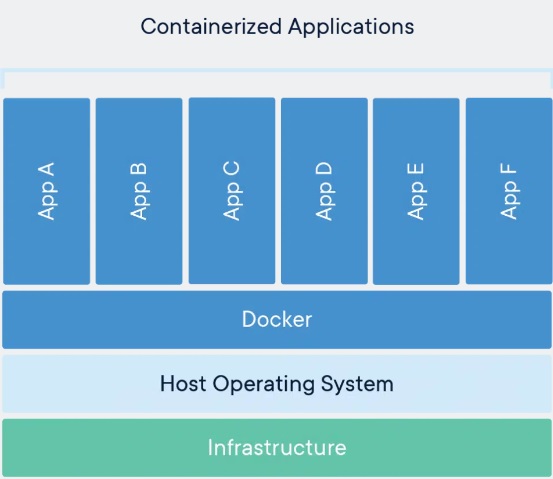 Containerized Applications
App A
App B
App C
App D
App E
App F
Docker
Host Operating System
Infrastructure